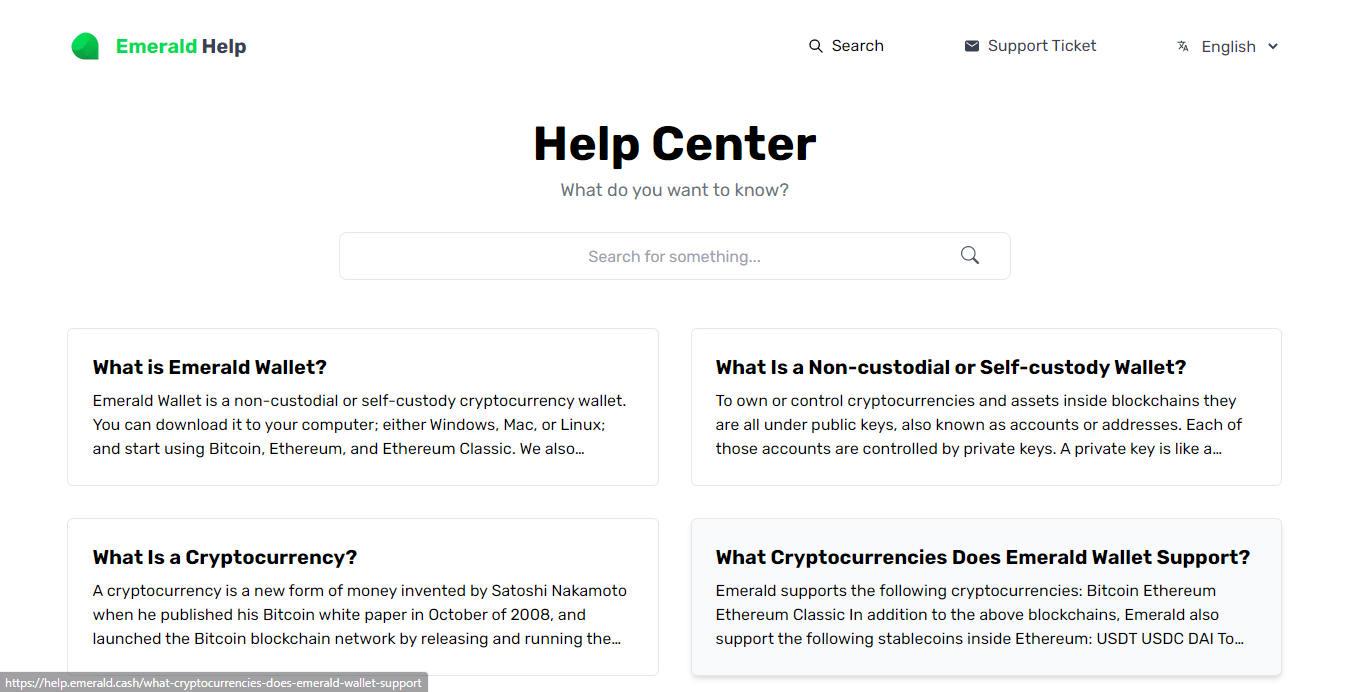 Emerald Help
Search
Support Ticket
English
Help Center
What do you want to know?
Search for something...
What is Emerald Wallet?
Emerald Wallet is a non-custodial or self-custody cryptocurrency wallet.
You can download it to your computer; either Windows, Mac, or Linux;
and start using Bitcoin, Ethereum, and Ethereum Classic. We also...
What Is a Non-custodial or Self-custody Wallet?
To own or control cryptocurrencies and assets inside blockchains they
are all under public keys, also known as accounts or addresses. Each of
those accounts are controlled by private keys. A private key is like a...
What Is a Cryptocurrency?
A cryptocurrency is a new form of money invented by Satoshi Nakamoto
when he published his Bitcoin white paper in October of 2008, and
launched the Bitcoin blockchain network by releasing and running the...
What Cryptocurrencies Does Emerald Wallet Support?
Emerald supports the following cryptocurrencies: Bitcoin Ethereum
Ethereum Classic In addition to the above blockchains, Emerald also
support the following stablecoins inside Ethereum: USDT USDC DAI To...
https://help.emerald.cash/what-cryptocurrencies-does-emerald-wallet-support